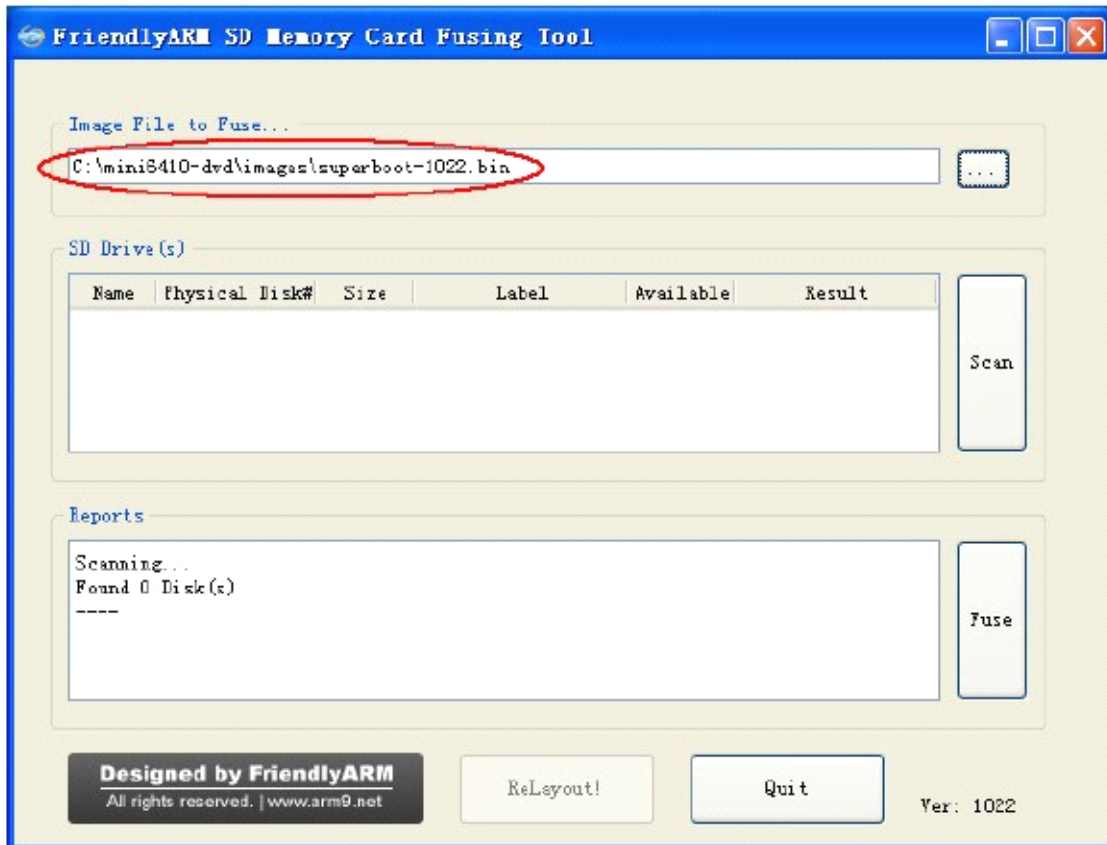 FriendlyARM SD Memory Card Fusing Tool
Image File to Fuse...
C:\mini6410-dvd\images\superboot-1022.bin
...
SD Drive(s)
Name Physical Disk# Size Label Available Result
Scan
Reports
Scanning...
Found 0 Disk(s)
----
Fuse
Designed by FriendlyARM
All rights reserved. | www.arm9.net
ReLayout!
Quit
Ver: 1022